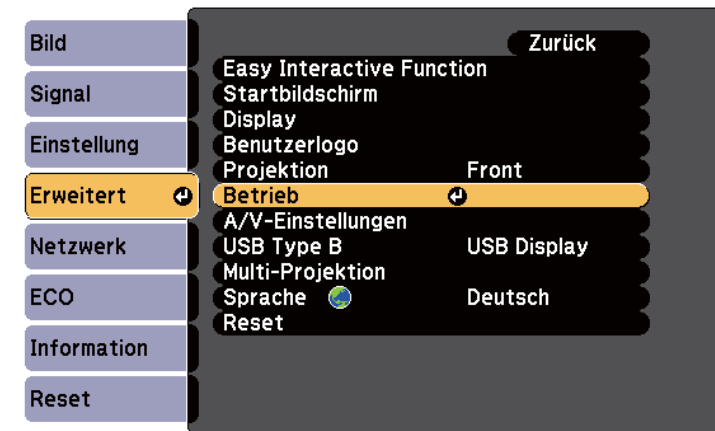 Bild
Signal
Einstellung
Erweitert
Netzwerk
ECO
Information
Reset
Zurück
Easy Interactive Function
Startbildschirm
Display
Benutzerlogo
Projektion Front
Betrieb
A/V-Einstellungen
USB Type B USB Display
Multi-Projektion
Sprache Deutsch
Reset